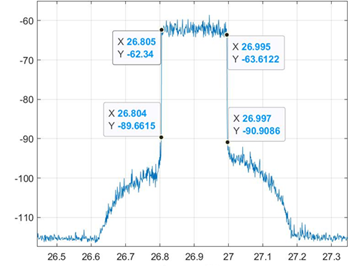 -60
-70
-80
-90
-100
-110
X 26.805
Y -62.34
X 26.995
Y -63.6122
X 26.804
Y -89.6615
X 26.997
Y -90.9086
26.5 26.6 26.7 26.8 26.9 27 27.1 27.2 27.3